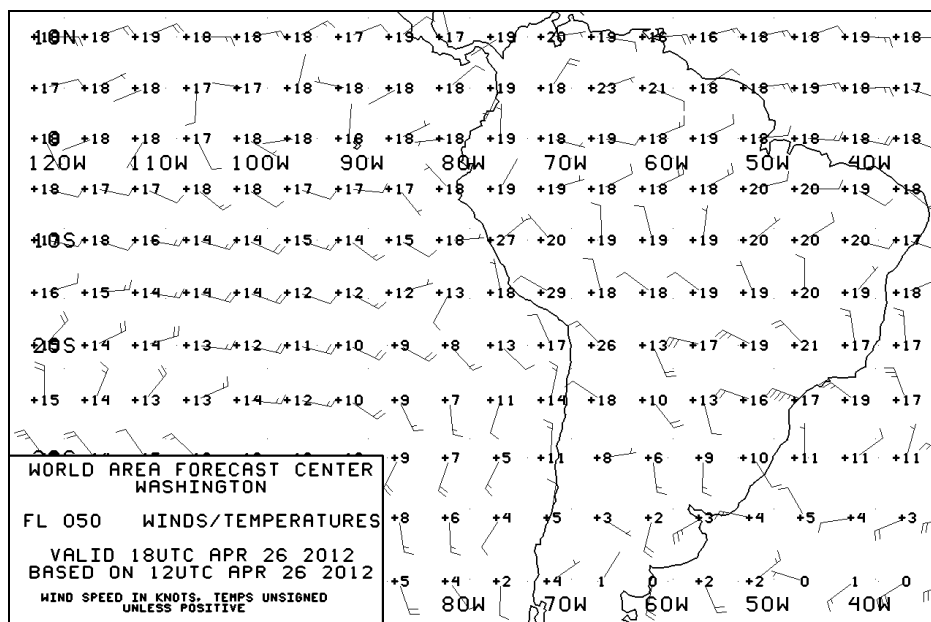 10N +18 +19 +18 +18 +18 +17 +19 +17 +19 +20 +19 +16 +18 +18 +19 +18
+17 +18 +18 +17 +17 +18 +18 +18 +18 +19 +18 +23 +21 +18 +18 +19 +18 +17
+18 +18 +17 +18 +18 +18 +18 +18 +19 +18 +19 +18 +19 +18 +18 +18 +18
120W 110W 100W 90W 80W 70W 60W 50W 40W
+18 +17 +17 +18 +18 +17 +17 +17 +18 +19 +19 +18 +18 +18 +20 +20 +19 +18
+18 +16 +14 +14 +15 +14 +15 +18 +27 +20 +19 +19 +19 +20 +20 +20 +17
+16 +15 +14 +14 +14 +12 +12 +12 +13 +18 +29 +18 +18 +19 +19 +20 +19 +18
+14 +14 +13 +12 +11 +10 +9 +8 +13 +17 +26 +13 +17 +19 +21 +17 +17
+15 +14 +13 +13 +14 +12 +10 +9 +7 +11 +14 +18 +10 +13 +16 +17 +19 +17
+9 +7 +5 +11 +8 +6 +9 +10 +11 +11 +11
WORLD AREA FORECAST CENTER
WASHINGTON
FL 050 WINDS/TEMPERATURES
+8 +6 +4 +5 +3 +2 +3 +4 +5 +4 +3
VALID 18UTC APR 26 2012
BASED ON 12UTC APR 26 2012
+5 +4 +2 +4 1 0 +2 +2 0 1 0
WIND SPEED IN KNOTS, TEMPS UNSIGNED
UNLESS POSITIVE
80W 70W 60W 50W 40W